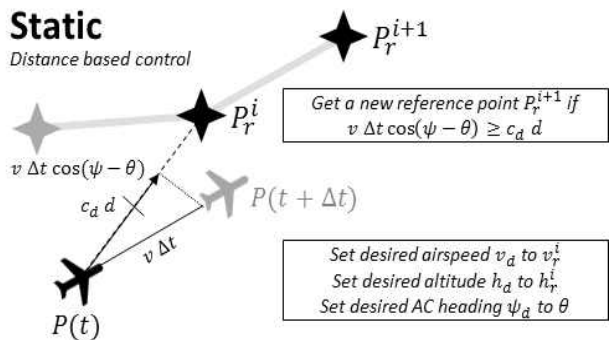 Static
Distance based control
P_r^{i+1}
P_r^i
Get a new reference point P_r^{i+1} if
v Δt cos(ψ − θ) ≥ c_d d
v Δt cos(ψ − θ)
c_d d
P(t + Δt)
v Δt
P(t)
Set desired airspeed v_d to v_r^i
Set desired altitude h_d to h_r^i
Set desired AC heading ψ_d to θ